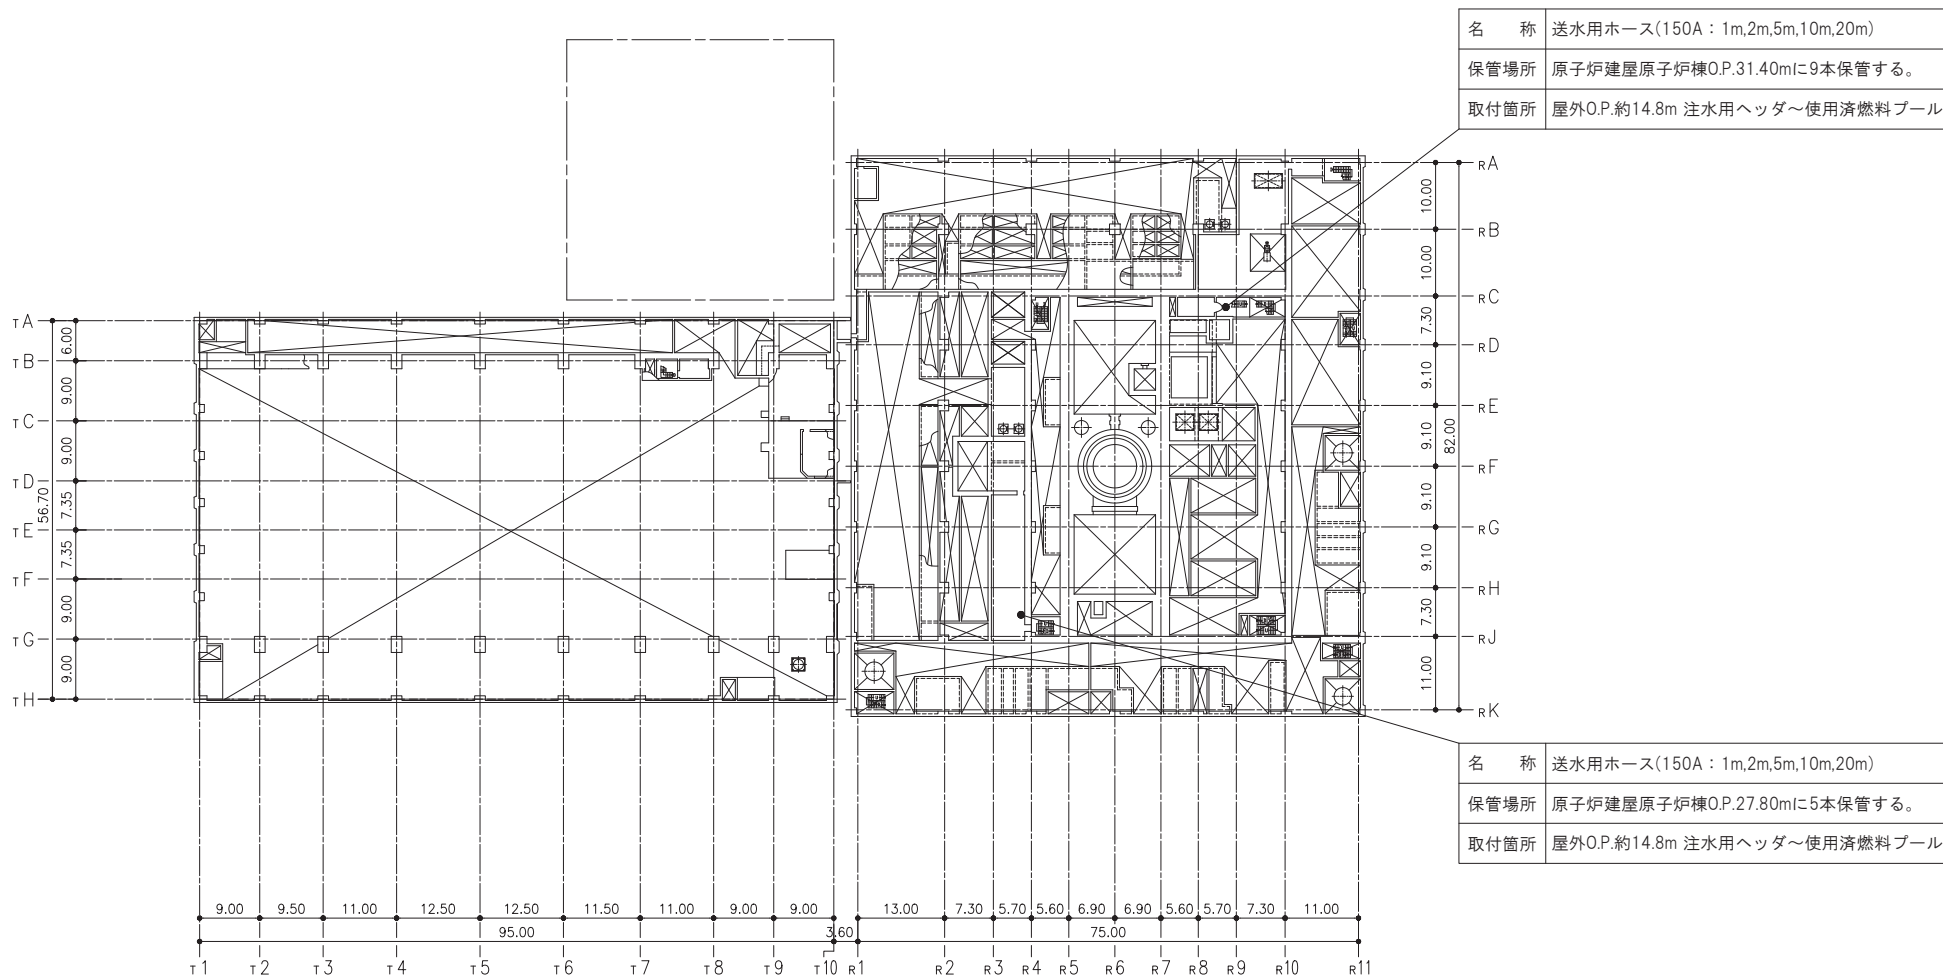 名　称 送水用ホース(150A：1m,2m,5m,10m,20m)
保管場所 原子炉建屋原子炉棟O.P.31.40mに9本保管する。
取付箇所 屋外O.P.約14.8m 注水用ヘッダ～使用済燃料プール
RA
10.00
RB
10.00
RC
7.30
RD
9.10
RE
9.10
82.00
RF
9.10
RG
9.10
RH
7.30
RJ
11.00
RK
TA
6.00
TB
9.00
TC
9.00
TD
56.70
7.35
TE
7.35
TF
9.00
TG
9.00
TH
名　称 送水用ホース(150A：1m,2m,5m,10m,20m)
保管場所 原子炉建屋原子炉棟O.P.27.80mに5本保管する。
取付箇所 屋外O.P.約14.8m 注水用ヘッダ～使用済燃料プール
9.00 9.50 11.00 12.50 12.50 11.50 11.00 9.00 9.00 13.00 7.30 5.70 5.60 6.90 6.90 5.60 5.70 7.30 11.00
95.00 3.60 75.00
T1 T2 T3 T4 T5 T6 T7 T8 T9 T10 R1 R2 R3 R4 R5 R6 R7 R8 R9 R10 R11